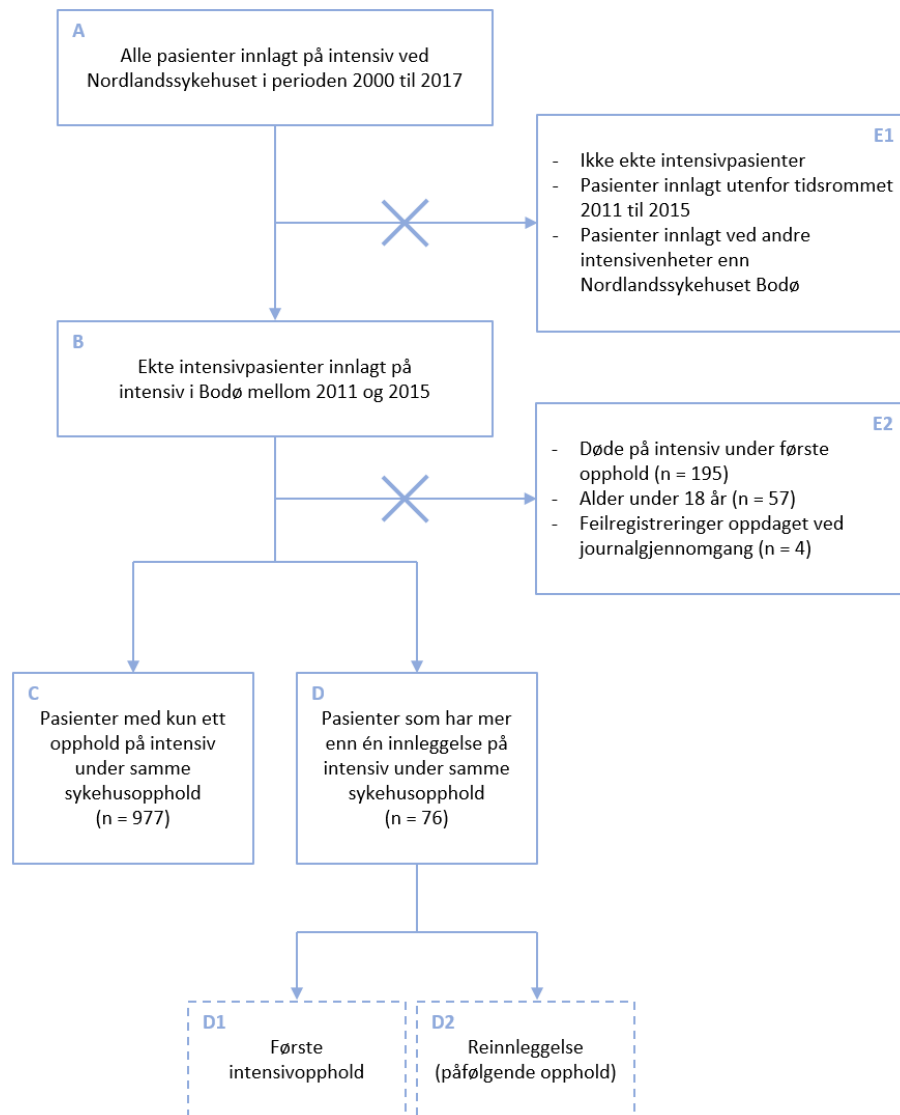 A
Alle pasienter innlagt på intensiv ved
Nordlandssykehuset i perioden 2000 til 2017
E1
- Ikke ekte intensivpasienter
- Pasienter innlagt utenfor tidsrommet
2011 til 2015
- Pasienter innlagt ved andre
intensivenheter enn
Nordlandssykehuset Bodø
B
Ekte intensivpasienter innlagt på
intensiv i Bodø mellom 2011 og 2015
E2
- Døde på intensiv under første
opphold (n = 195)
- Alder under 18 år (n = 57)
- Feilregistreringer oppdaget ved
journalgjennomgang (n = 4)
C
Pasienter med kun ett
opphold på intensiv
under samme
sykehusopphold
(n = 977)
D
Pasienter som har mer
enn én innleggelse på
intensiv under samme
sykehusopphold
(n = 76)
D1
Første
intensivopphold
D2
Reinnleggelse
(påfølgende opphold)